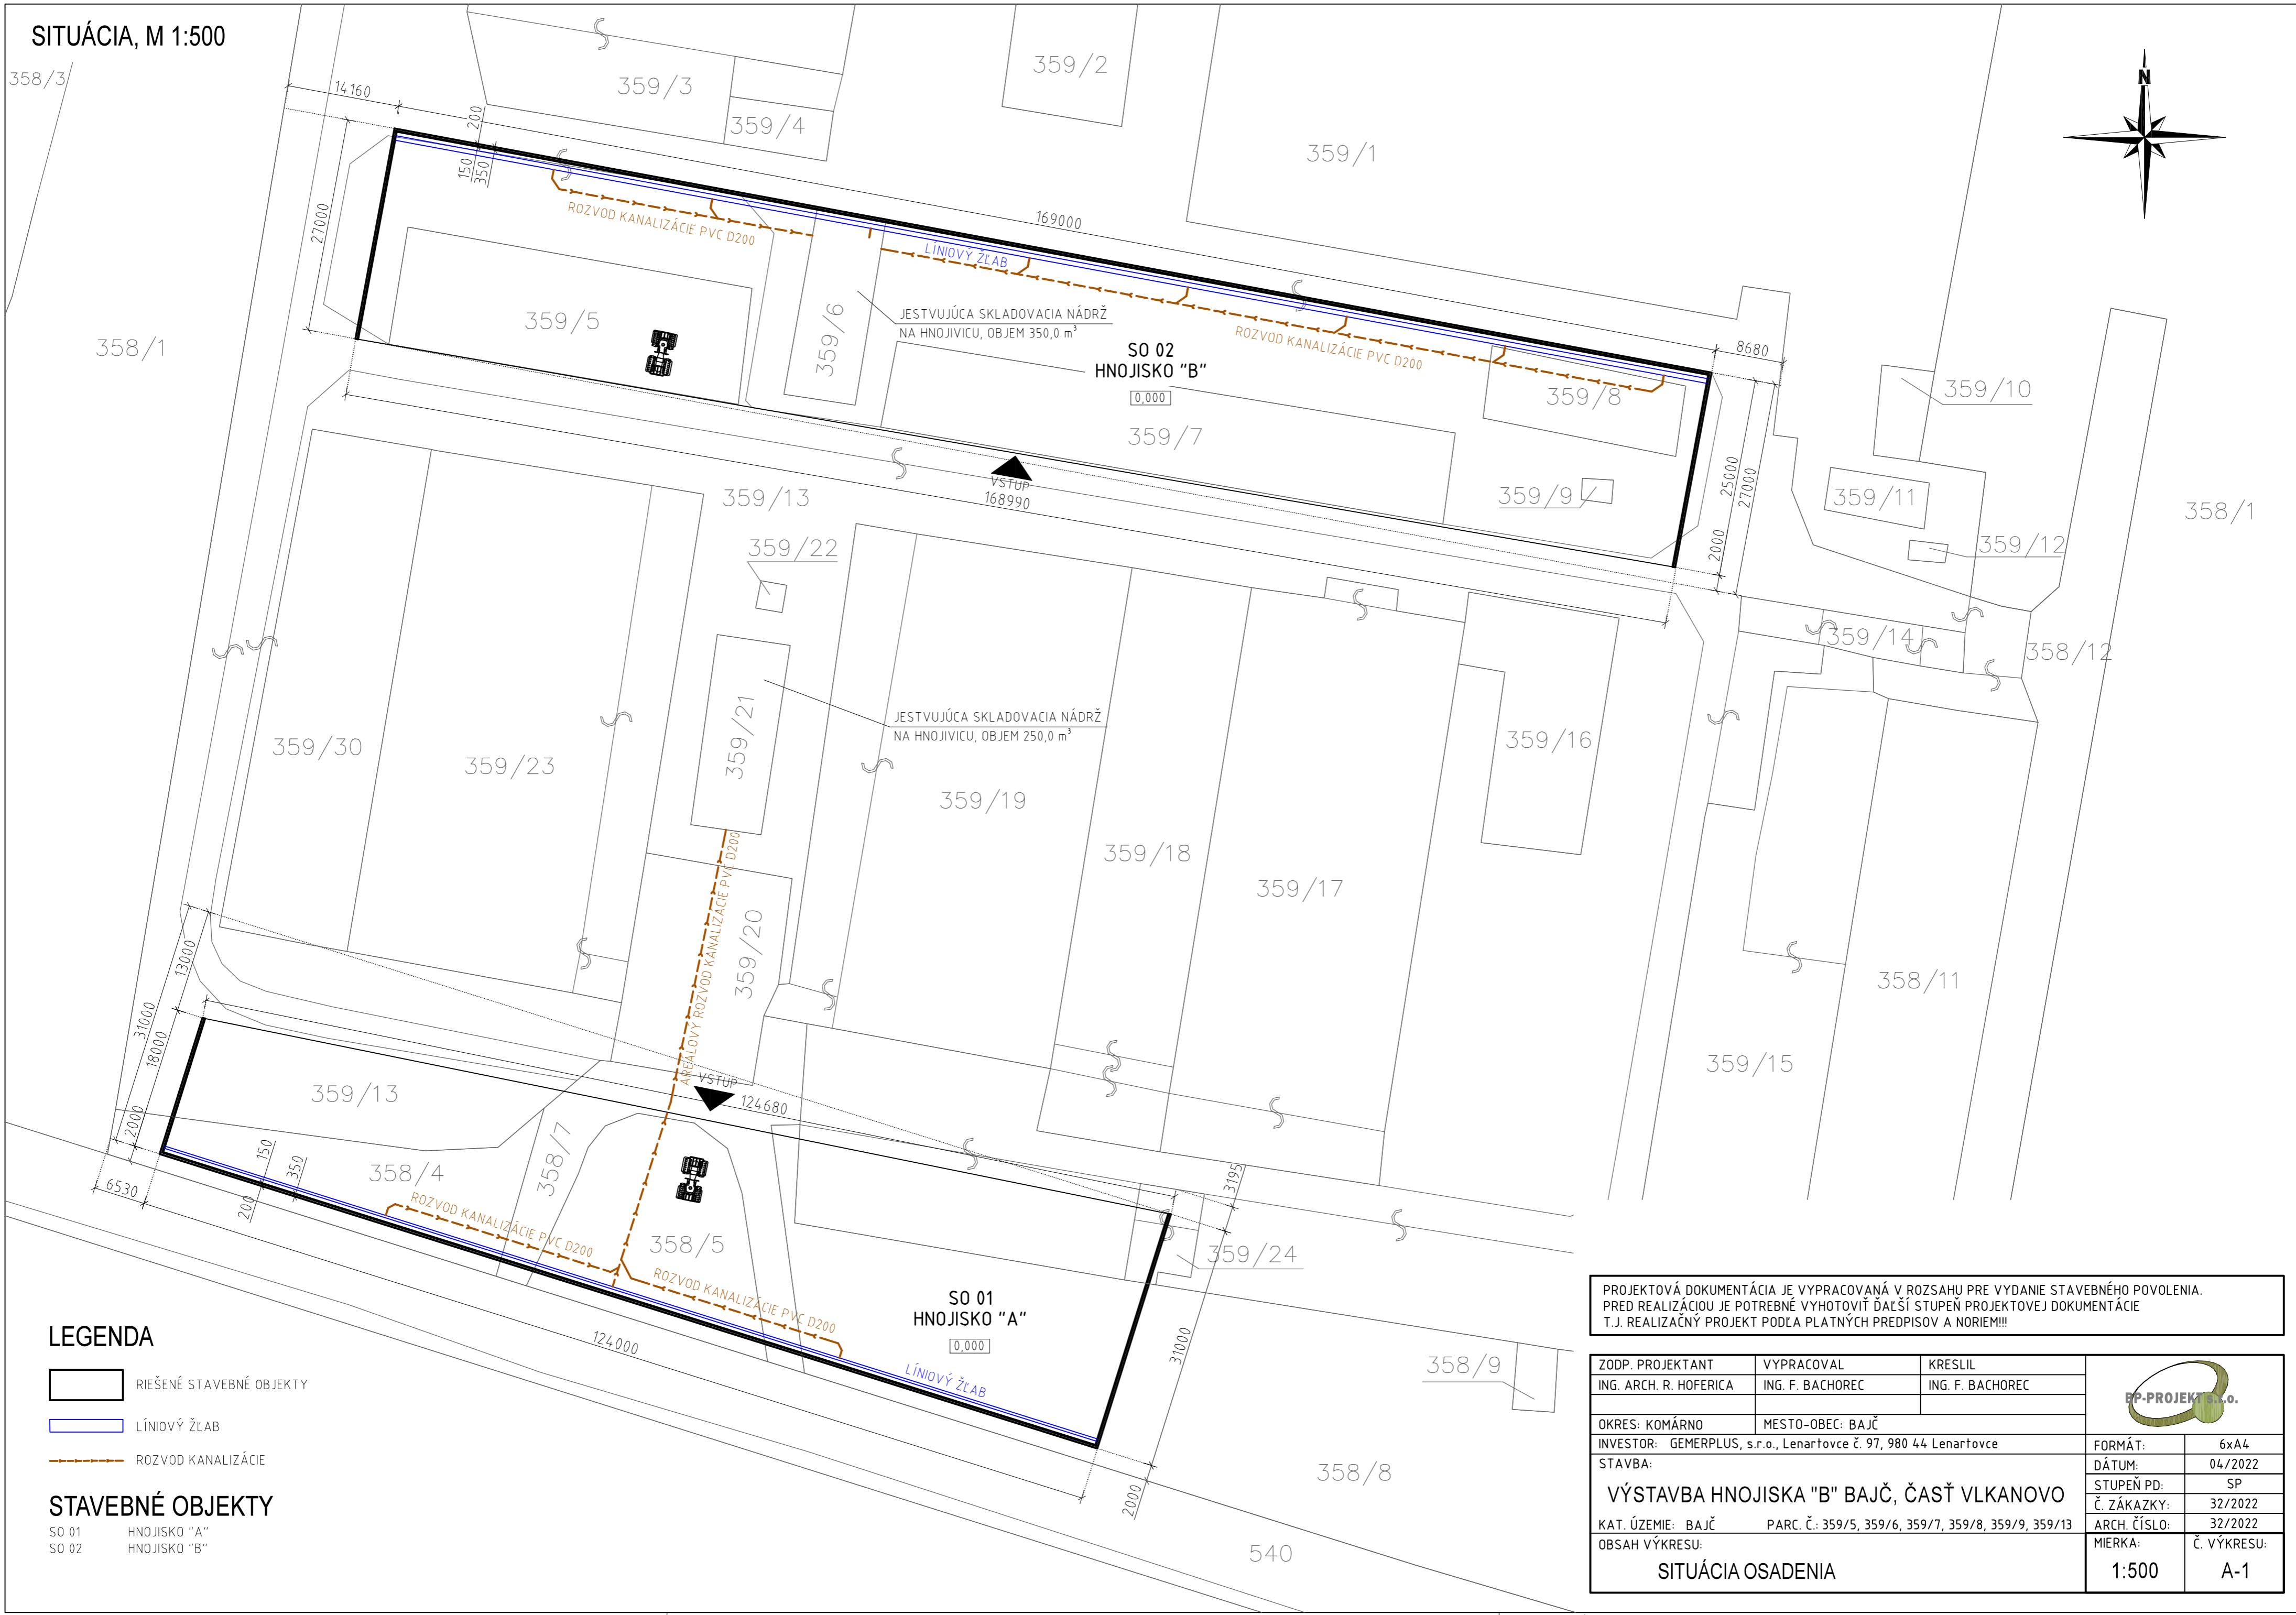 SITUÁCIA, M 1:500
358/3
359/3
359/4
359/2
359/1
N
14160
200
150
350
27000
169000
ROZVOD KANALIZÁCIE PVC D200
LÍNIOVÝ ŽĽAB
359/5
359/6
JESTVUJÚCA SKLADOVACIA NÁDRŽ
NA HNOJIVICU, OBJEM 350,0 m³
SO 02
HNOJISKO "B"
0,000
ROZVOD KANALIZÁCIE PVC D200
8680
358/1
359/7
359/8
359/9
359/10
359/11
359/12
358/1
25000
27000
2000
VSTUP
168990
359/13
359/22
359/14
358/12
359/21
JESTVUJÚCA SKLADOVACIA NÁDRŽ
NA HNOJIVICU, OBJEM 250,0 m³
359/30
359/23
359/19
359/18
359/17
359/16
AREÁLOVÝ ROZVOD KANALIZÁCIE PVC D200
359/20
358/11
359/15
13000
31000
18000
2000
359/13
VSTUP
124680
358/4
358/7
358/5
6530
150
350
200
ROZVOD KANALIZÁCIE PVC D200
ROZVOD KANALIZÁCIE PVC D200
3195
359/24
SO 01
HNOJISKO "A"
0,000
31000
124000
LÍNIOVÝ ŽĽAB
358/9
358/8
2000
540
LEGENDA
RIEŠENÉ STAVEBNÉ OBJEKTY
LÍNIOVÝ ŽĽAB
ROZVOD KANALIZÁCIE
STAVEBNÉ OBJEKTY
SO 01 HNOJISKO "A"
SO 02 HNOJISKO "B"
PROJEKTOVÁ DOKUMENTÁCIA JE VYPRACOVANÁ V ROZSAHU PRE VYDANIE STAVEBNÉHO POVOLENIA.
PRED REALIZÁCIOU JE POTREBNÉ VYHOTOVIŤ ĎALŠÍ STUPEŇ PROJEKTOVEJ DOKUMENTÁCIE
T.J. REALIZAČNÝ PROJEKT PODĽA PLATNÝCH PREDPISOV A NORIEM!!!
ZODP. PROJEKTANT VYPRACOVAL KRESLIL
ING. ARCH. R. HOFERICA ING. F. BACHOREC ING. F. BACHOREC
BP-PROJEKT s.r.o.
OKRES: KOMÁRNO MESTO-OBEC: BAJČ
INVESTOR: GEMERPLUS, s.r.o., Lenartovce č. 97, 980 44 Lenartovce
FORMÁT: 6xA4
STAVBA:
DÁTUM: 04/2022
VÝSTAVBA HNOJISKA "B" BAJČ, ČASŤ VLKANOVO
STUPEŇ PD: SP
Č. ZÁKAZKY: 32/2022
KAT. ÚZEMIE: BAJČ PARC. Č.: 359/5, 359/6, 359/7, 359/8, 359/9, 359/13
ARCH. ČÍSLO: 32/2022
OBSAH VÝKRESU:
SITUÁCIA OSADENIA
MIERKA: Č. VÝKRESU:
1:500 A-1